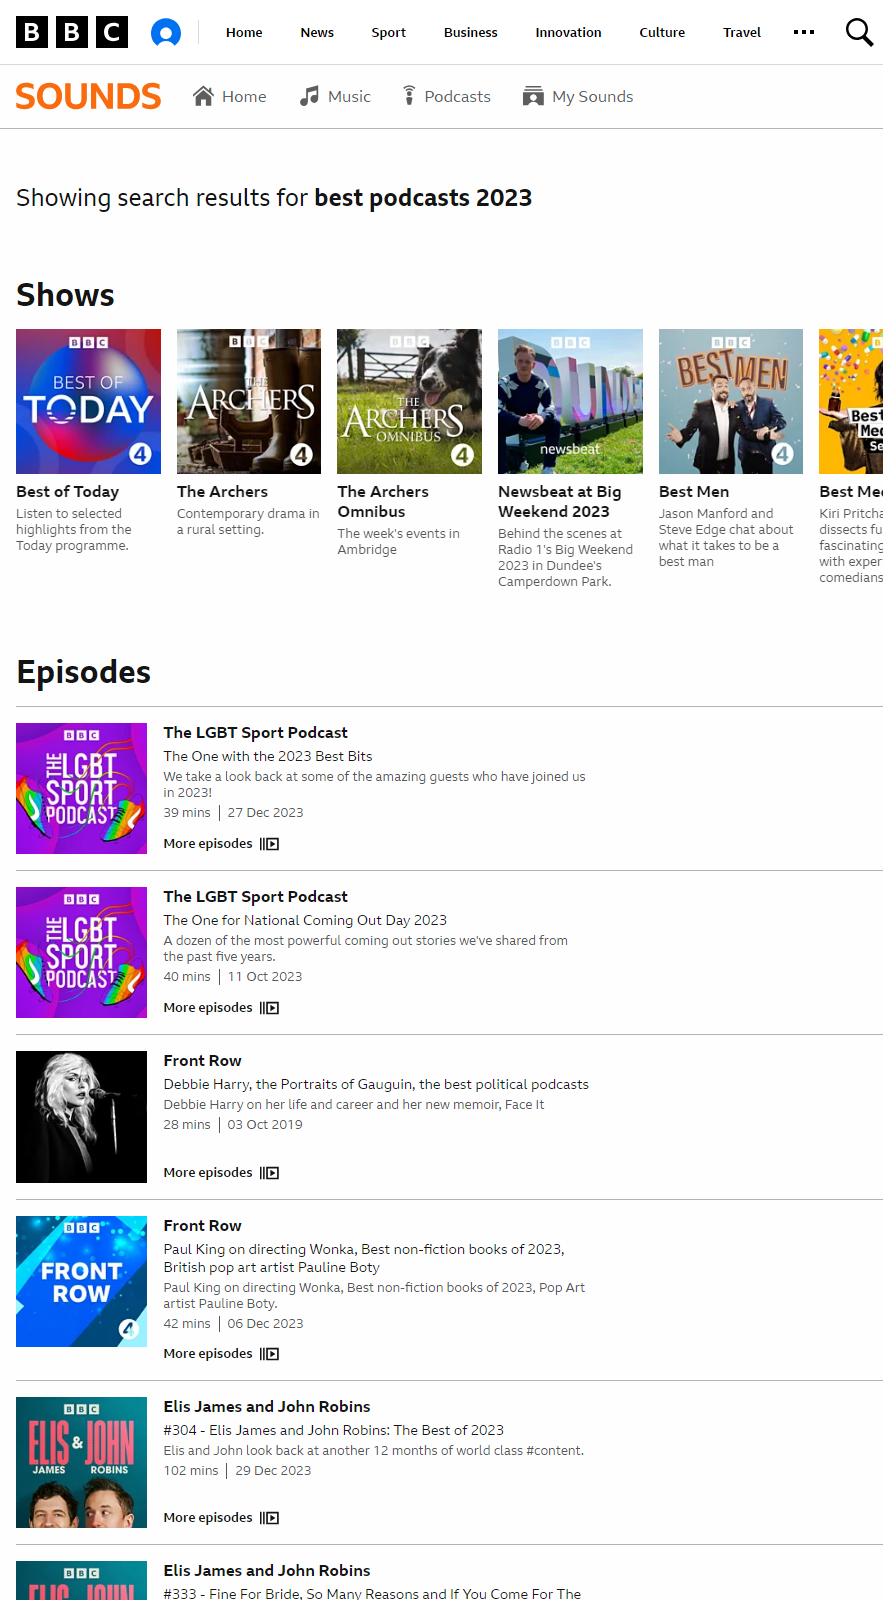 BBC
Home
News
Sport
Business
Innovation
Culture
Travel
SOUNDS
Home
Music
Podcasts
My Sounds
Showing search results for best podcasts 2023
Shows
BBC
BEST OF
TODAY
4
Best of Today
Listen to selected
highlights from the
Today programme.
BBC
THE
ARCHERS
4
The Archers
Contemporary drama in
a rural setting.
BBC
THE
ARCHERS
OMNIBUS
4
The Archers
Omnibus
The week's events in
Ambridge
BBC
newsbeat
Newsbeat at Big
Weekend 2023
Behind the scenes at
Radio 1's Big Weekend
2023 in Dundee's
Camperdown Park.
BBC
BEST MEN
4
Best Men
Jason Manford and
Steve Edge chat about
what it takes to be a
best man
Best
Med
Se
Best Med
Kiri Pritcha
dissects fu
fascinating
with exper
comedians
Episodes
BBC
THE LGBT
SPORT
PODCAST
The LGBT Sport Podcast
The One with the 2023 Best Bits
We take a look back at some of the amazing guests who have joined us
in 2023!
39 mins | 27 Dec 2023
More episodes
BBC
THE LGBT
SPORT
PODCAST
The LGBT Sport Podcast
The One for National Coming Out Day 2023
A dozen of the most powerful coming out stories we've shared from
the past five years.
40 mins | 11 Oct 2023
More episodes
Front Row
Debbie Harry, the Portraits of Gauguin, the best political podcasts
Debbie Harry on her life and career and her new memoir, Face It
28 mins | 03 Oct 2019
More episodes
BBC
FRONT
ROW
4
Front Row
Paul King on directing Wonka, Best non-fiction books of 2023,
British pop art artist Pauline Boty
Paul King on directing Wonka, Best non-fiction books of 2023, Pop Art
artist Pauline Boty.
42 mins | 06 Dec 2023
More episodes
BBC
ELIS & JOHN
JAMES ROBINS
Elis James and John Robins
#304 - Elis James and John Robins: The Best of 2023
Elis and John look back at another 12 months of world class #content.
102 mins | 29 Dec 2023
More episodes
BBC
Elis James and John Robins
#333 - Fine For Bride, So Many Reasons and If You Come For The